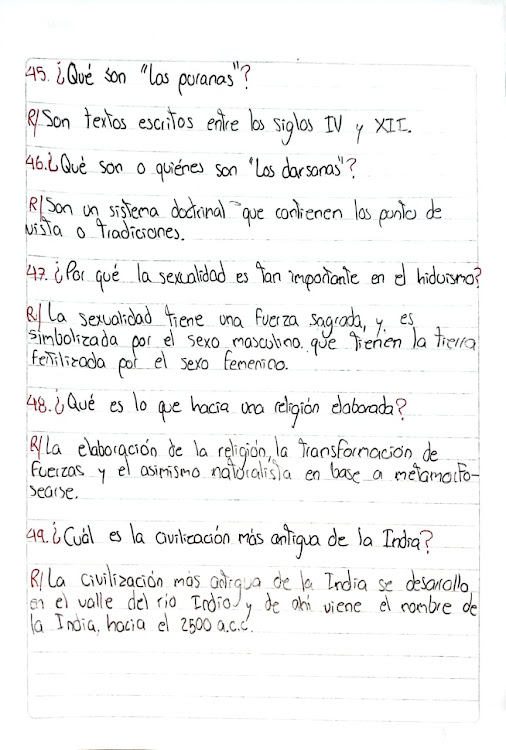 45. ¿Qué son "Los puranas"?
R/ Son textos escritos entre los siglos IV y XII.
46. ¿Qué son o quiénes son "Los darsanas"?
R/ Son un sistema doctrinal que contienen los punto de
vista o tradiciones.
47. ¿Por qué la sexualidad es tan importante en el hiduismo?
R/ La sexualidad tiene una fuerza sagrada, y es
simbolizada por el sexo masculino que tienen la tierra
fertilizada por el sexo femenino.
48. ¿Qué es lo que hacia una religión elaborada?
R/ La elaboración de la religión, la transformación de
fuerzas y el asimismo naturalista en base a metamorfo-
searse.
49. ¿Cuál es la civilización más antigua de la India?
R/ La civilización más antigua de la India se desarrollo
en el valle del río Indio y de ahí viene el nombre de
la India, hacia el 2500 a.c.c.